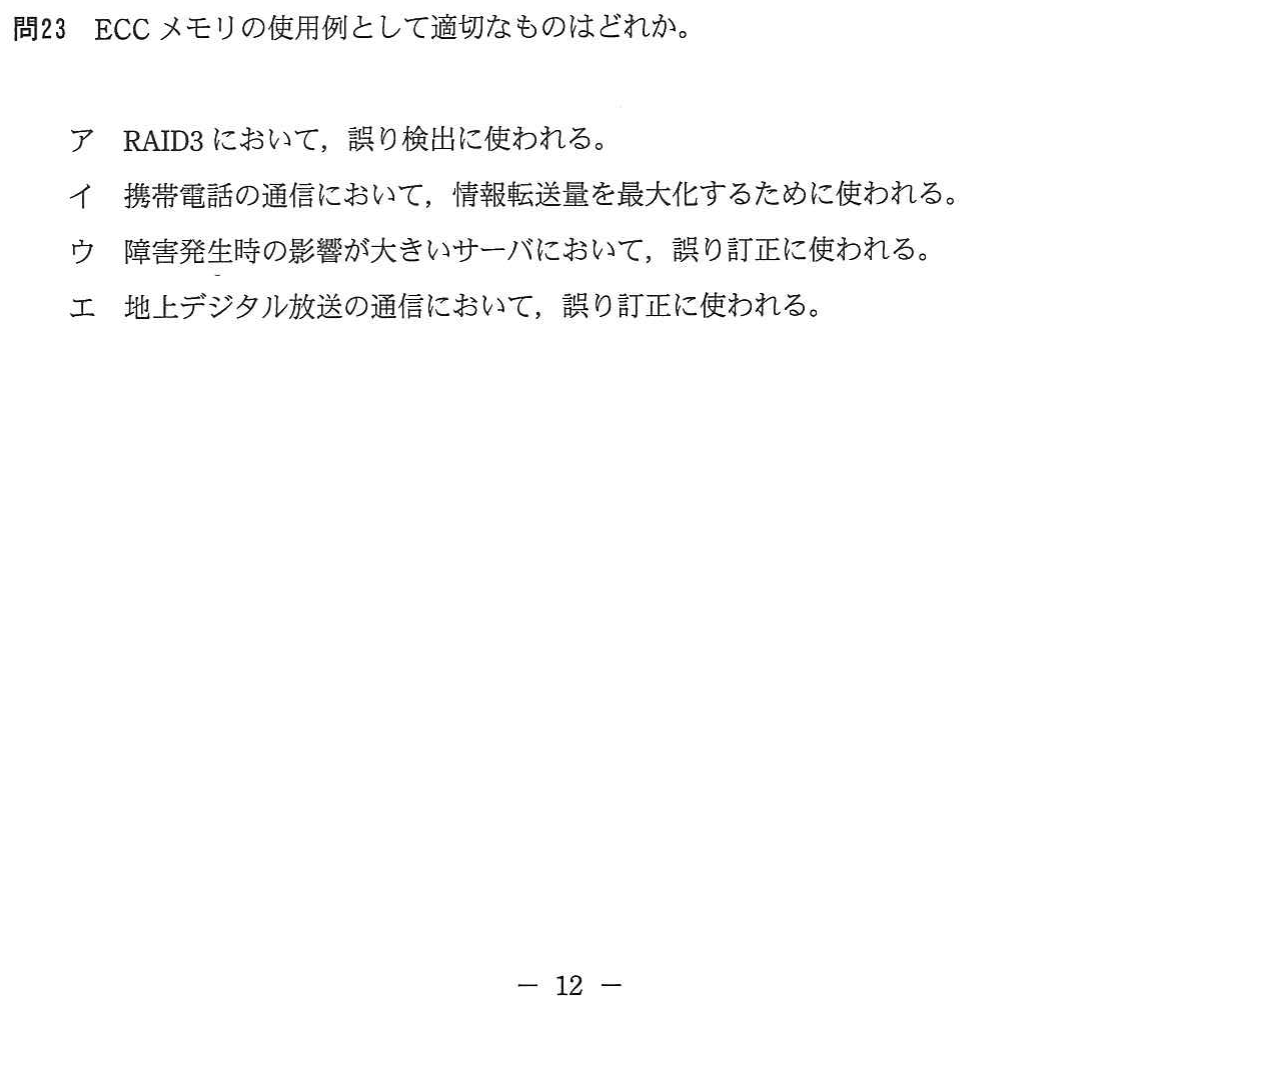 問23 ECC メモリの使用例として適切なものはどれか。
ア RAID3 において，誤り検出に使われる。
イ 携帯電話の通信において，情報転送量を最大化するために使われる。
ウ 障害発生時の影響が大きいサーバにおいて，誤り訂正に使われる。
エ 地上デジタル放送の通信において，誤り訂正に使われる。
－ 12 －